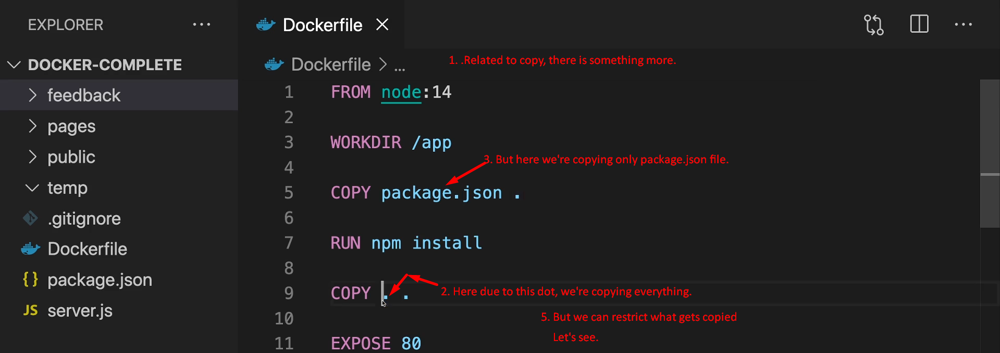 EXPLORER ...
Dockerfile
DOCKER-COMPLETE
feedback
pages
public
temp
.gitignore
Dockerfile
{} package.json
JS server.js
Dockerfile > ...
1. .Related to copy, there is something more.
1 FROM node:14
2
3 WORKDIR /app
3. But here we're copying only package.json file.
4
5 COPY package.json .
6
7 RUN npm install
8
9 COPY . .
2. Here due to this dot, we're copying everything.
10
5. But we can restrict what gets copied
Let's see.
11 EXPOSE 80